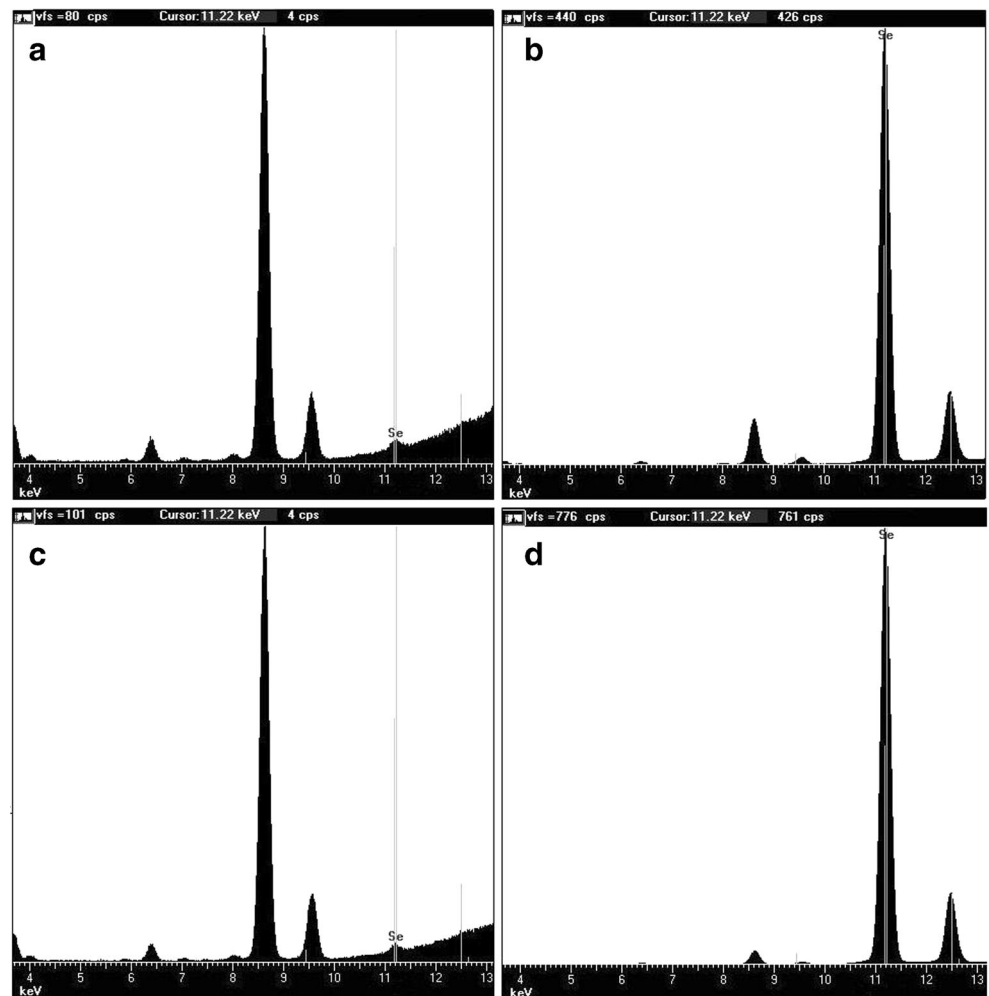 vfs =80 cps Cursor: 11.22 keV 4 cps
a
Se
4 5 6 7 8 9 10 11 12 13
keV
vfs =440 cps Cursor: 11.22 keV 426 cps
b
Se
4 5 6 7 8 9 10 11 12 13
keV
vfs =101 cps Cursor: 11.22 keV 4 cps
c
Se
4 5 6 7 8 9 10 11 12 13
keV
vfs =776 cps Cursor: 11.22 keV 761 cps
d
Se
4 5 6 7 8 9 10 11 12 13
keV